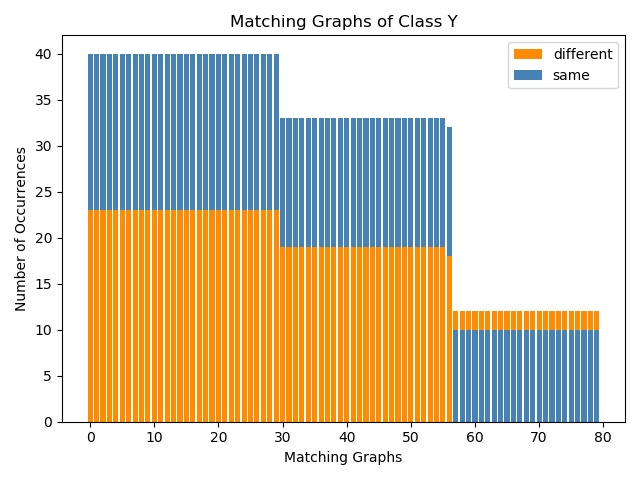 Matching Graphs of Class Y
different
same
Number of Occurrences
40
35
30
25
20
15
10
5
0
0 10 20 30 40 50 60 70 80
Matching Graphs